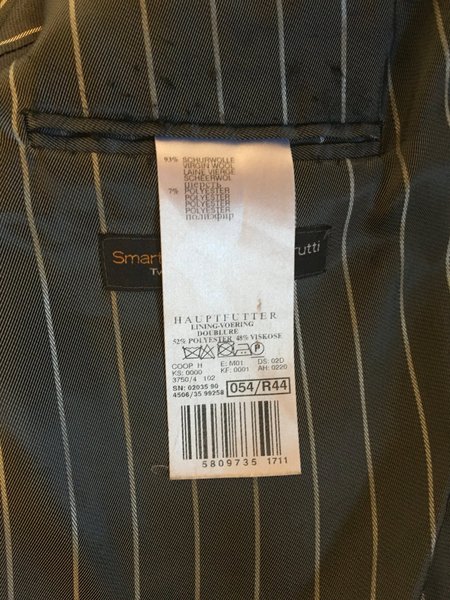 93% SCHURWOLLE
VIRGIN WOOL
LAINE VIERGE
SCHEERWOL
шерсть
7% POLYESTER
POLYESTER
POLYESTER
POLYESTER
полиэфир
Smart
rutti
Tw
HAUPTFUTTER
LINING-VOERING
DOUBLURE
52% POLYESTER 48% VISKOSE
P
COOP H E: M01 DS: 02D
KS: 0000 KF: 0001 AH: 0220
3750/4 102
SN: 02035 90
4506/35 99258 054/R44
5809735 1711